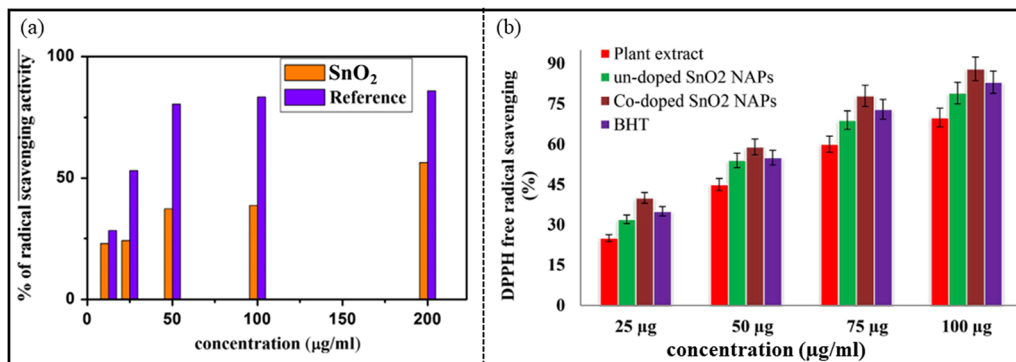 (a)
% of radical scavenging activity
100
50
0
SnO2
Reference
0
50
100
150
200
concentration (µg/ml)
(b)
DPPH free radical scavenging
(%)
90
75
60
45
30
15
0
Plant extract
un-doped SnO2 NAPs
Co-doped SnO2 NAPs
BHT
25 µg
50 µg
75 µg
100 µg
concentration (µg/ml)